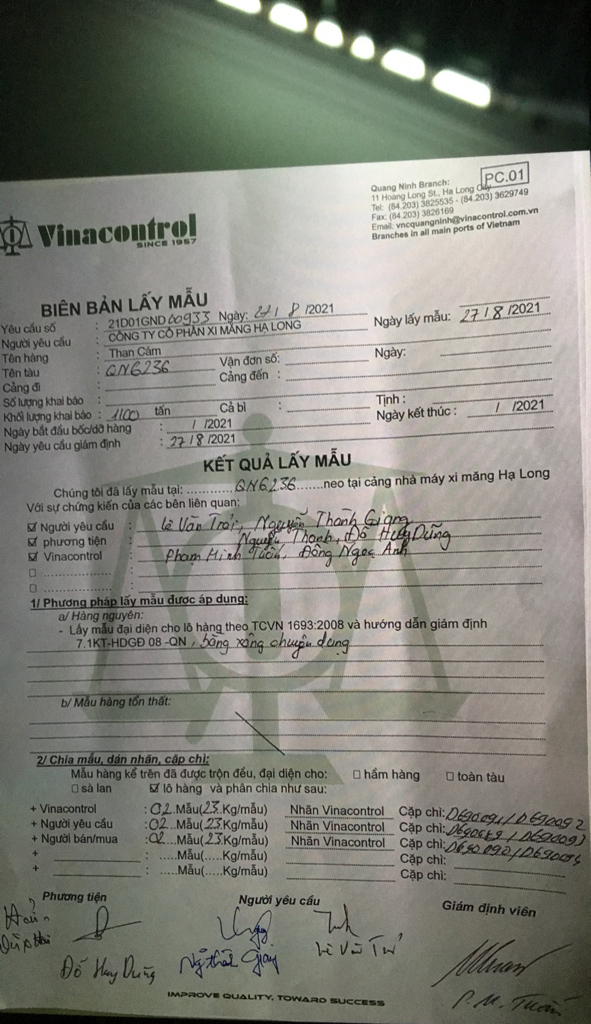 PC.01
Quang Ninh Branch:
11 Hoang Long St., Ha Long City
Tel: (84.203) 3825535 - (84.203) 3629749
Fax: (84.203) 3826169
Email: vncquangninh@vinacontrol.com.vn
Branches in all main ports of Vietnam
Vinacontrol
SINCE 1957
BIÊN BẢN LẤY MẪU
Yêu cầu số : 21D01GND00933 Ngày: 27/8/2021 Ngày lấy mẫu: 27/8/2021
Người yêu cầu : CÔNG TY CỔ PHẦN XI MĂNG HẠ LONG
Tên hàng : Than Cám Vận đơn số: Ngày:
Tên tàu : QN6236 Cảng đến :
Cảng đi :
Số lượng khai báo : Cả bì : Tịnh :
Khối lượng khai báo : 1100 tấn
Ngày bắt đầu bốc/dỡ hàng : / /2021 Ngày kết thúc : / /2021
Ngày yêu cầu giám định : 27/8/2021
KẾT QUẢ LẤY MẪU
Chúng tôi đã lấy mẫu tại: QN6236 neo tại cảng nhà máy xi măng Hạ Long
Với sự chứng kiến của các bên liên quan:
Người yêu cầu : Lê Văn , Nguyễn Thành Giang
phương tiện : Nguyễn Thanh, Đỗ Huy Dũng
Vinacontrol : Phạm Minh Tuấn, Đồng Ngọc Anh
1/ Phương pháp lấy mẫu được áp dụng:
a/ Hàng nguyên:
- Lấy mẫu đại diện cho lô hàng theo TCVN 1693:2008 và hướng dẫn giám định
7.1KT-HDGĐ 08 -QN , bằng xẻng chuyên dụng
b/ Mẫu hàng tổn thất:
2/ Chia mẫu, dán nhãn, cặp chì:
Mẫu hàng kể trên đã được trộn đều, đại diện cho: hầm hàng toàn tàu
sà lan lô hàng và phân chia như sau:
+ Vinacontrol : 02 Mẫu(23 Kg/mẫu) Nhãn Vinacontrol Cặp chì: D690091/D690092
+ Người yêu cầu : 02 Mẫu(23 Kg/mẫu) Nhãn Vinacontrol Cặp chì: /D690093
+ Người bán/mua : 02 Mẫu(23 Kg/mẫu) Nhãn Vinacontrol Cặp chì:
+ : .....Mẫu(....Kg/mẫu) Cặp chì:
+ : .....Mẫu(....Kg/mẫu) Cặp chì:
Phương tiện Người yêu cầu Giám định viên
Đỗ Huy Dũng
P.M. Tuấn
IMPROVE QUALITY, TOWARD SUCCESS